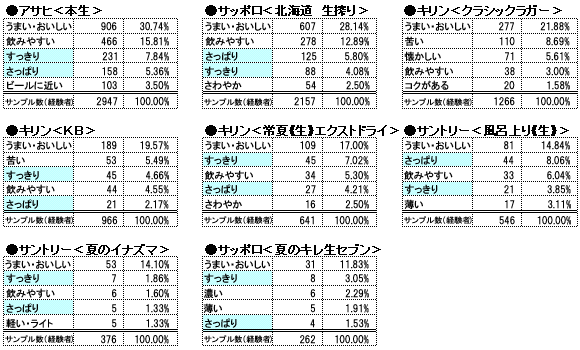 ●アサヒ＜本生＞
うまい・おいしい 906 30.74%
飲みやすい 466 15.81%
すっきり 231 7.84%
さっぱり 158 5.36%
ビールに近い 103 3.50%
サンプル数(経験者) 2947 100.00%
●サッポロ＜北海道 生搾り＞
うまい・おいしい 607 28.14%
飲みやすい 278 12.89%
さっぱり 125 5.80%
すっきり 88 4.08%
さわやか 54 2.50%
サンプル数(経験者) 2157 100.00%
●キリン＜クラシックラガー＞
うまい・おいしい 277 21.88%
苦い 110 8.69%
懐かしい 71 5.61%
飲みやすい 38 3.00%
コクがある 20 1.58%
サンプル数(経験者) 1266 100.00%
●キリン＜ＫＢ＞
うまい・おいしい 189 19.57%
苦い 53 5.49%
すっきり 45 4.66%
飲みやすい 44 4.55%
さっぱり 21 2.17%
サンプル数(経験者) 966 100.00%
●キリン＜常夏《生》エクストドライ＞
うまい・おいしい 109 17.00%
すっきり 45 7.02%
飲みやすい 34 5.30%
さっぱり 27 4.21%
さわやか 16 2.50%
サンプル数(経験者) 641 100.00%
●サントリー＜風呂上り《生》＞
うまい・おいしい 81 14.84%
さっぱり 44 8.06%
飲みやすい 33 6.04%
すっきり 21 3.85%
薄い 17 3.11%
サンプル数(経験者) 546 100.00%
●サントリー＜夏のイナズマ＞
うまい・おいしい 53 14.10%
すっきり 7 1.86%
飲みやすい 6 1.60%
さっぱり 5 1.33%
軽い・ライト 5 1.33%
サンプル数(経験者) 376 100.00%
●サッポロ＜夏のキレ生セブン＞
うまい・おいしい 31 11.83%
すっきり 8 3.05%
濃い 6 2.29%
薄い 5 1.91%
さっぱり 4 1.53%
サンプル数(経験者) 262 100.00%